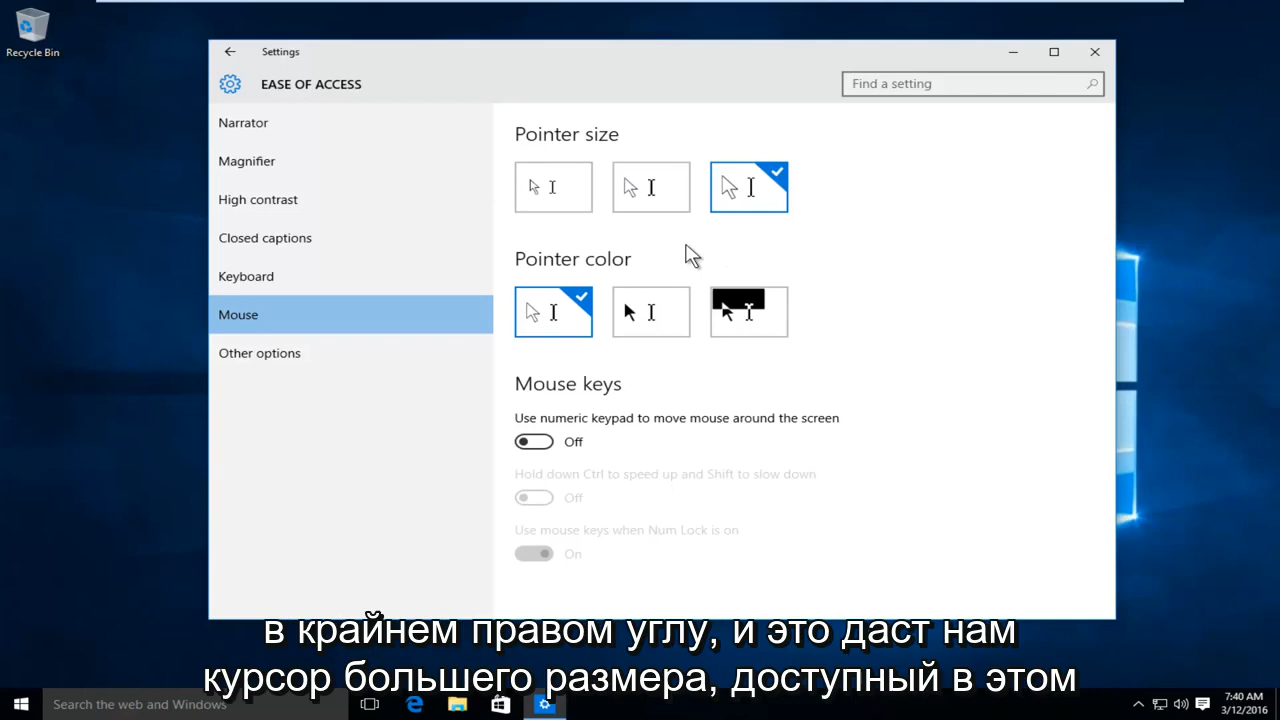 Recycle Bin
Settings
EASE OF ACCESS
Find a setting
Narrator
Magnifier
High contrast
Closed captions
Keyboard
Mouse
Other options
Pointer size
Pointer color
Mouse keys
Use numeric keypad to move mouse around the screen
Off
Hold down Ctrl to speed up and Shift to slow down
Off
Use mouse keys when Num Lock is on
On
в крайнем правом углу, и это даст нам
курсор большего размера, доступный в этом
Search the web and Windows
7:40 AM
3/12/2016